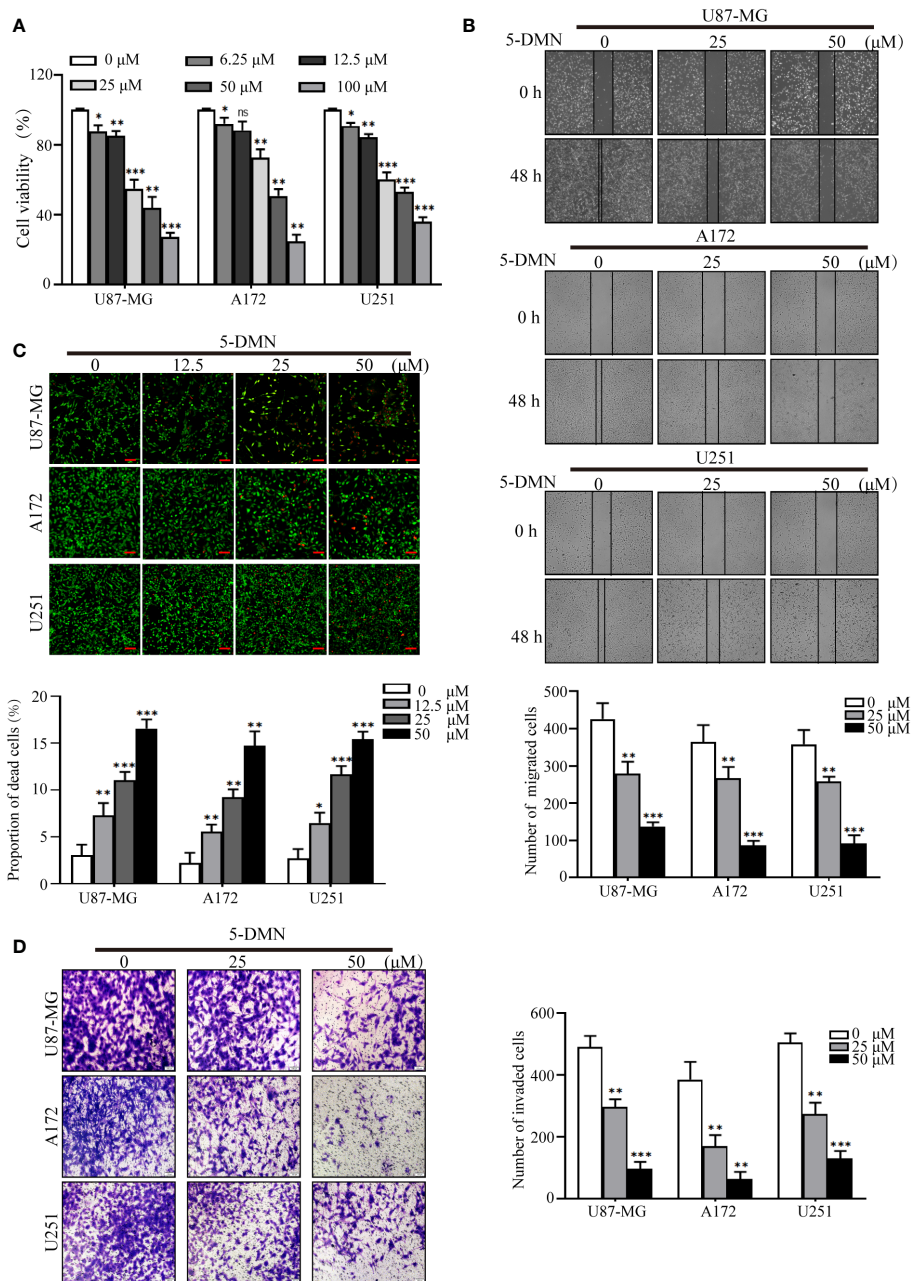 A
0 μM 6.25 μM 12.5 μM
25 μM 50 μM 100 μM
Cell viability (%)
120
80
40
0
* ** *** ** ***
* ns ** ** **
* ** *** *** ***
U87-MG A172 U251
B
U87-MG
5-DMN 0 25 50 (μM)
0 h
48 h
A172
5-DMN 0 25 50 (μM)
0 h
48 h
U251
5-DMN 0 25 50 (μM)
0 h
48 h
Number of migrated cells
500
400
300
200
100
0
0 μM
25 μM
50 μM
** *** ** *** ** ***
U87-MG A172 U251
C
5-DMN
0 12.5 25 50 (μM)
U87-MG
A172
U251
Proportion of dead cells (%)
20
15
10
5
0
0 μM
12.5 μM
25 μM
50 μM
** *** *** ** ** ** * *** ***
U87-MG A172 U251
D
5-DMN
0 25 50 (μM)
U87-MG
A172
U251
Number of invaded cells
600
400
200
0
0 μM
25 μM
50 μM
** *** ** ** ** ***
U87-MG A172 U251